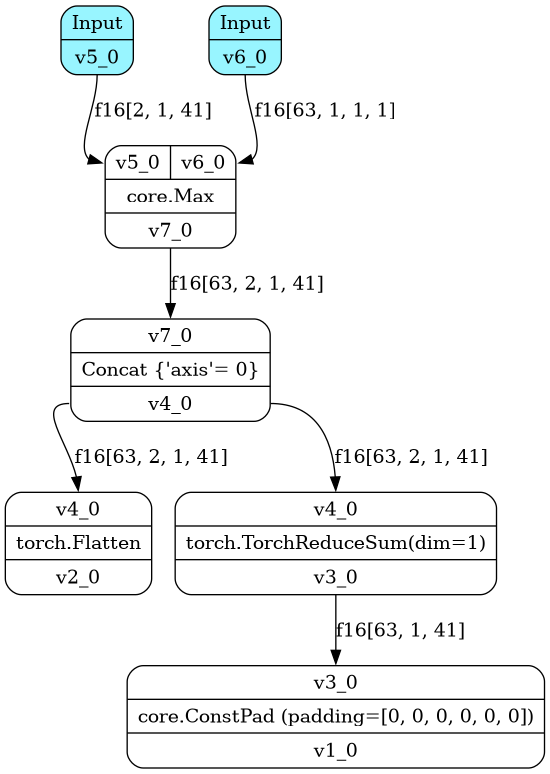 Input
v5_0
Input
v6_0
f16[2, 1, 41]
f16[63, 1, 1, 1]
v5_0
v6_0
core.Max
v7_0
f16[63, 2, 1, 41]
v7_0
Concat {'axis'= 0}
v4_0
f16[63, 2, 1, 41]
f16[63, 2, 1, 41]
v4_0
torch.Flatten
v2_0
v4_0
torch.TorchReduceSum(dim=1)
v3_0
f16[63, 1, 41]
v3_0
core.ConstPad (padding=[0, 0, 0, 0, 0, 0])
v1_0